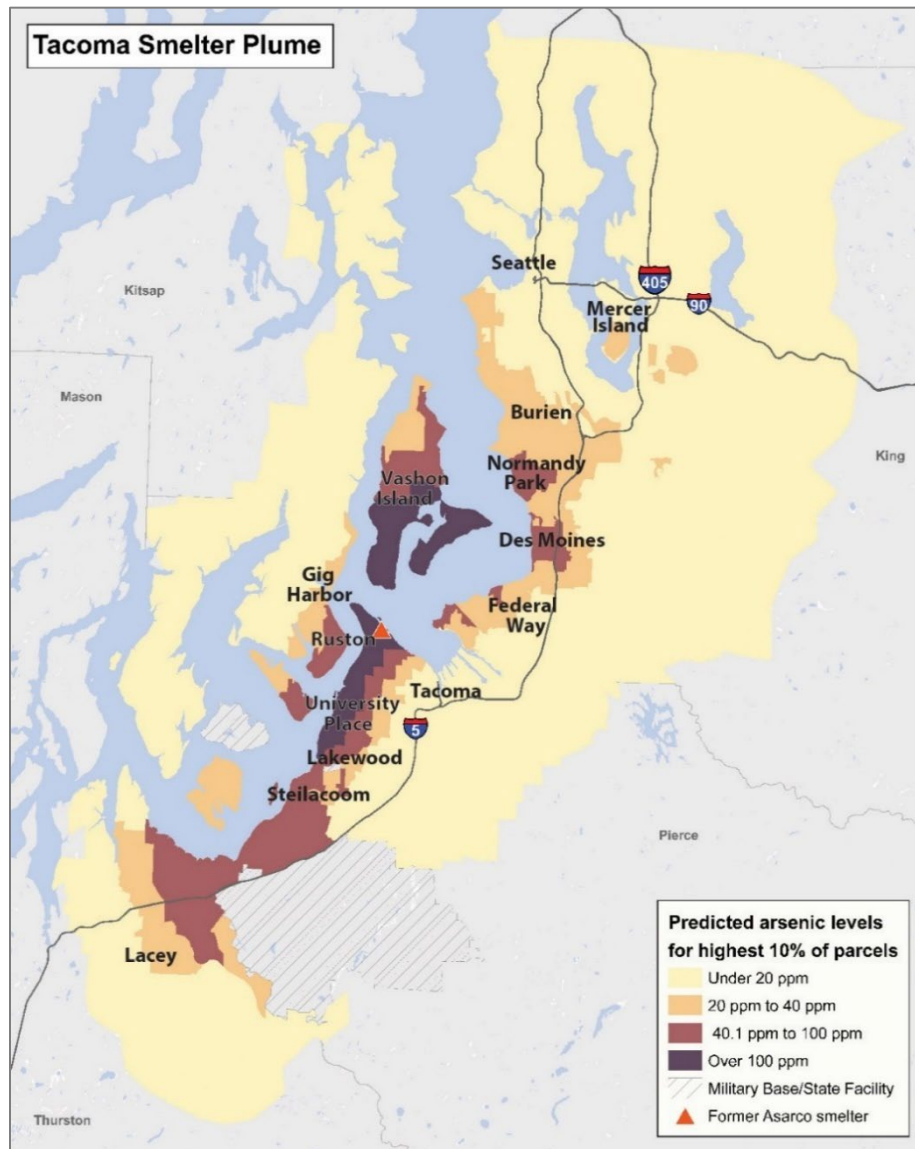 Tacoma Smelter Plume
Seattle
405
90
Kitsap
Mercer
Island
Mason
Burien
King
Normandy
Park
Vashon
Island
Des Moines
Gig
Harbor
Federal
Way
Ruston
Tacoma
University
Place
5
Lakewood
Steilacoom
Pierce
Lacey
Thurston
Predicted arsenic levels
for highest 10% of parcels
Under 20 ppm
20 ppm to 40 ppm
40.1 ppm to 100 ppm
Over 100 ppm
Military Base/State Facility
Former Asarco smelter